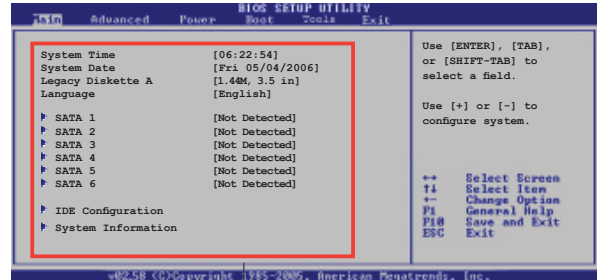 BIOS SETUP UTILITY
Main Advanced Power Boot Tools Exit
System Time [06:22:54]
System Date [Fri 05/04/2006]
Legacy Diskette A [1.44M, 3.5 in]
Language [English]
SATA 1 [Not Detected]
SATA 2 [Not Detected]
SATA 3 [Not Detected]
SATA 4 [Not Detected]
SATA 5 [Not Detected]
SATA 6 [Not Detected]
IDE Configuration
System Information
Use [ENTER], [TAB],
or [SHIFT-TAB] to
select a field.
Use [+] or [-] to
configure system.
↔ Select Screen
↑↓ Select Item
+- Change Option
F1 General Help
F10 Save and Exit
ESC Exit
v02.58 (C)Copyright 1985-2005, American Megatrends, Inc.